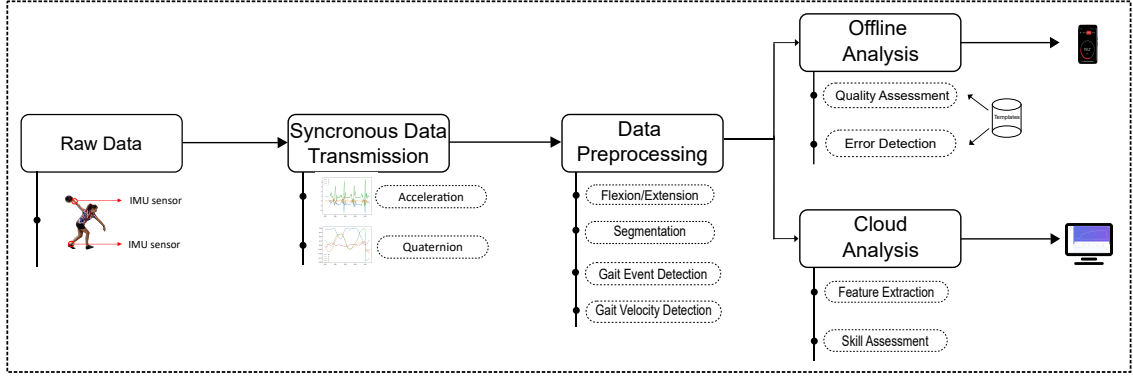 Raw Data
IMU sensor
IMU sensor
Syncronous Data
Transmission
Acceleration
Quaternion
Data
Preprocessing
Flexion/Extension
Segmentation
Gait Event Detection
Gait Velocity Detection
Offline
Analysis
Quality Assessment
Error Detection
Templates
Cloud
Analysis
Feature Extraction
Skill Assessment